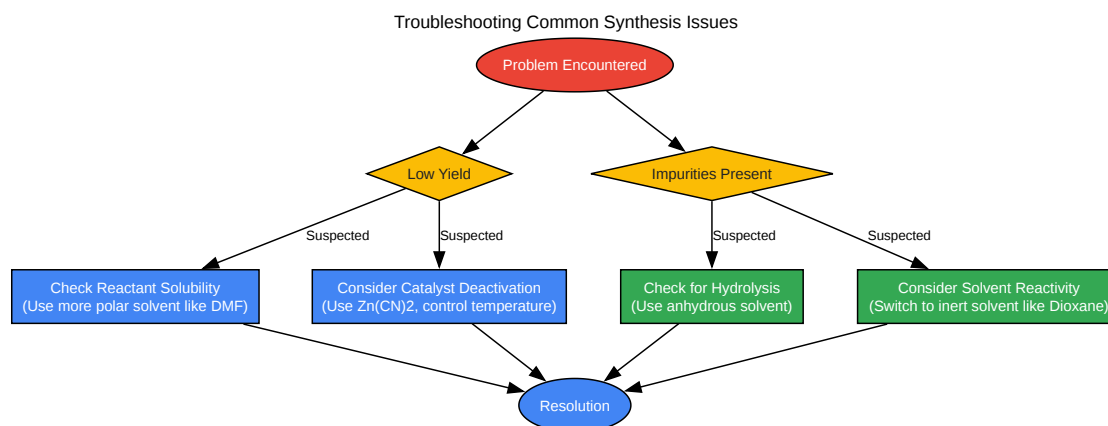 Troubleshooting Common Synthesis Issues
Problem Encountered
Low Yield
Impurities Present
Suspected
Suspected
Suspected
Suspected
Check Reactant Solubility
(Use more polar solvent like DMF)
Consider Catalyst Deactivation
(Use Zn(CN)2, control temperature)
Check for Hydrolysis
(Use anhydrous solvent)
Consider Solvent Reactivity
(Switch to inert solvent like Dioxane)
Resolution